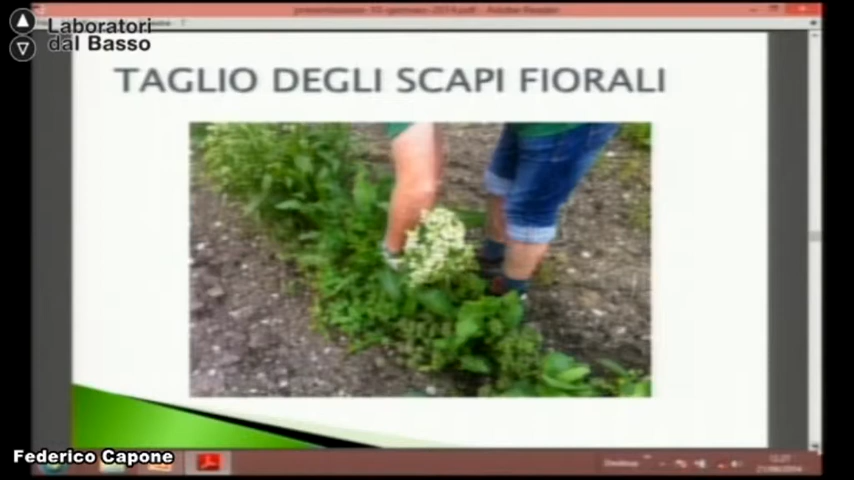 Laboratori
dal Basso
TAGLIO DEGLI SCAPI FIORALI
Federico Capone